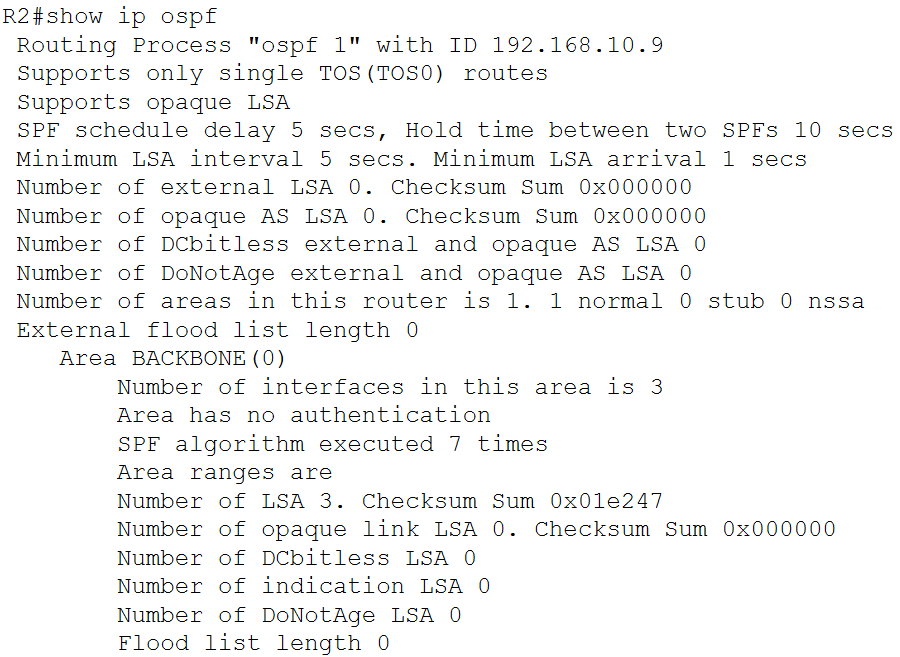 R2#show ip ospf
Routing Process "ospf 1" with ID 192.168.10.9
Supports only single TOS(TOS0) routes
Supports opaque LSA
SPF schedule delay 5 secs, Hold time between two SPFs 10 secs
Minimum LSA interval 5 secs. Minimum LSA arrival 1 secs
Number of external LSA 0. Checksum Sum 0x000000
Number of opaque AS LSA 0. Checksum Sum 0x000000
Number of DCbitless external and opaque AS LSA 0
Number of DoNotAge external and opaque AS LSA 0
Number of areas in this router is 1. 1 normal 0 stub 0 nssa
External flood list length 0
Area BACKBONE(0)
Number of interfaces in this area is 3
Area has no authentication
SPF algorithm executed 7 times
Area ranges are
Number of LSA 3. Checksum Sum 0x01e247
Number of opaque link LSA 0. Checksum Sum 0x000000
Number of DCbitless LSA 0
Number of indication LSA 0
Number of DoNotAge LSA 0
Flood list length 0